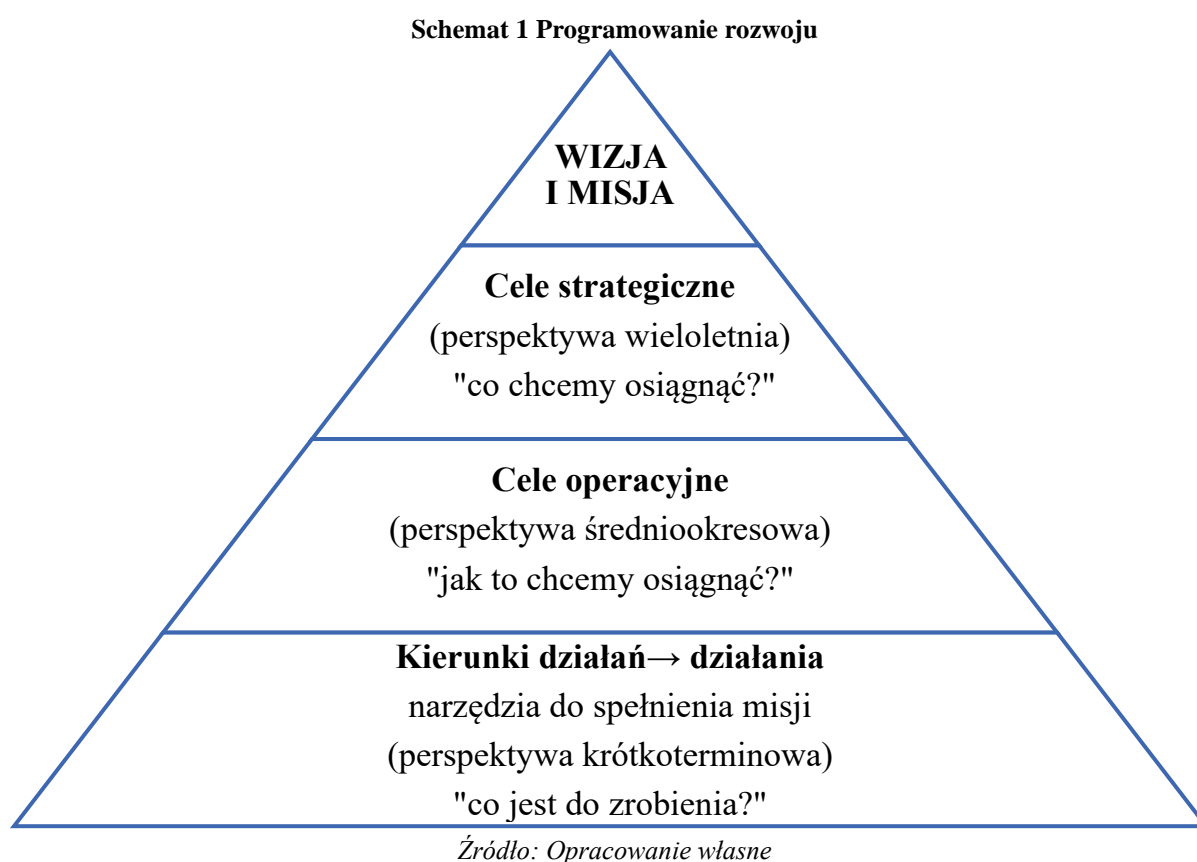 Schemat 1 Programowanie rozwoju
WIZJA
I MISJA
Cele strategiczne
(perspektywa wieloletnia)
"co chcemy osiągnąć?"
Cele operacyjne
(perspektywa średniookresowa)
"jak to chcemy osiągnąć?"
Kierunki działań→ działania
narzędzia do spełnienia misji
(perspektywa krótkoterminowa)
"co jest do zrobienia?"
Źródło: Opracowanie własne